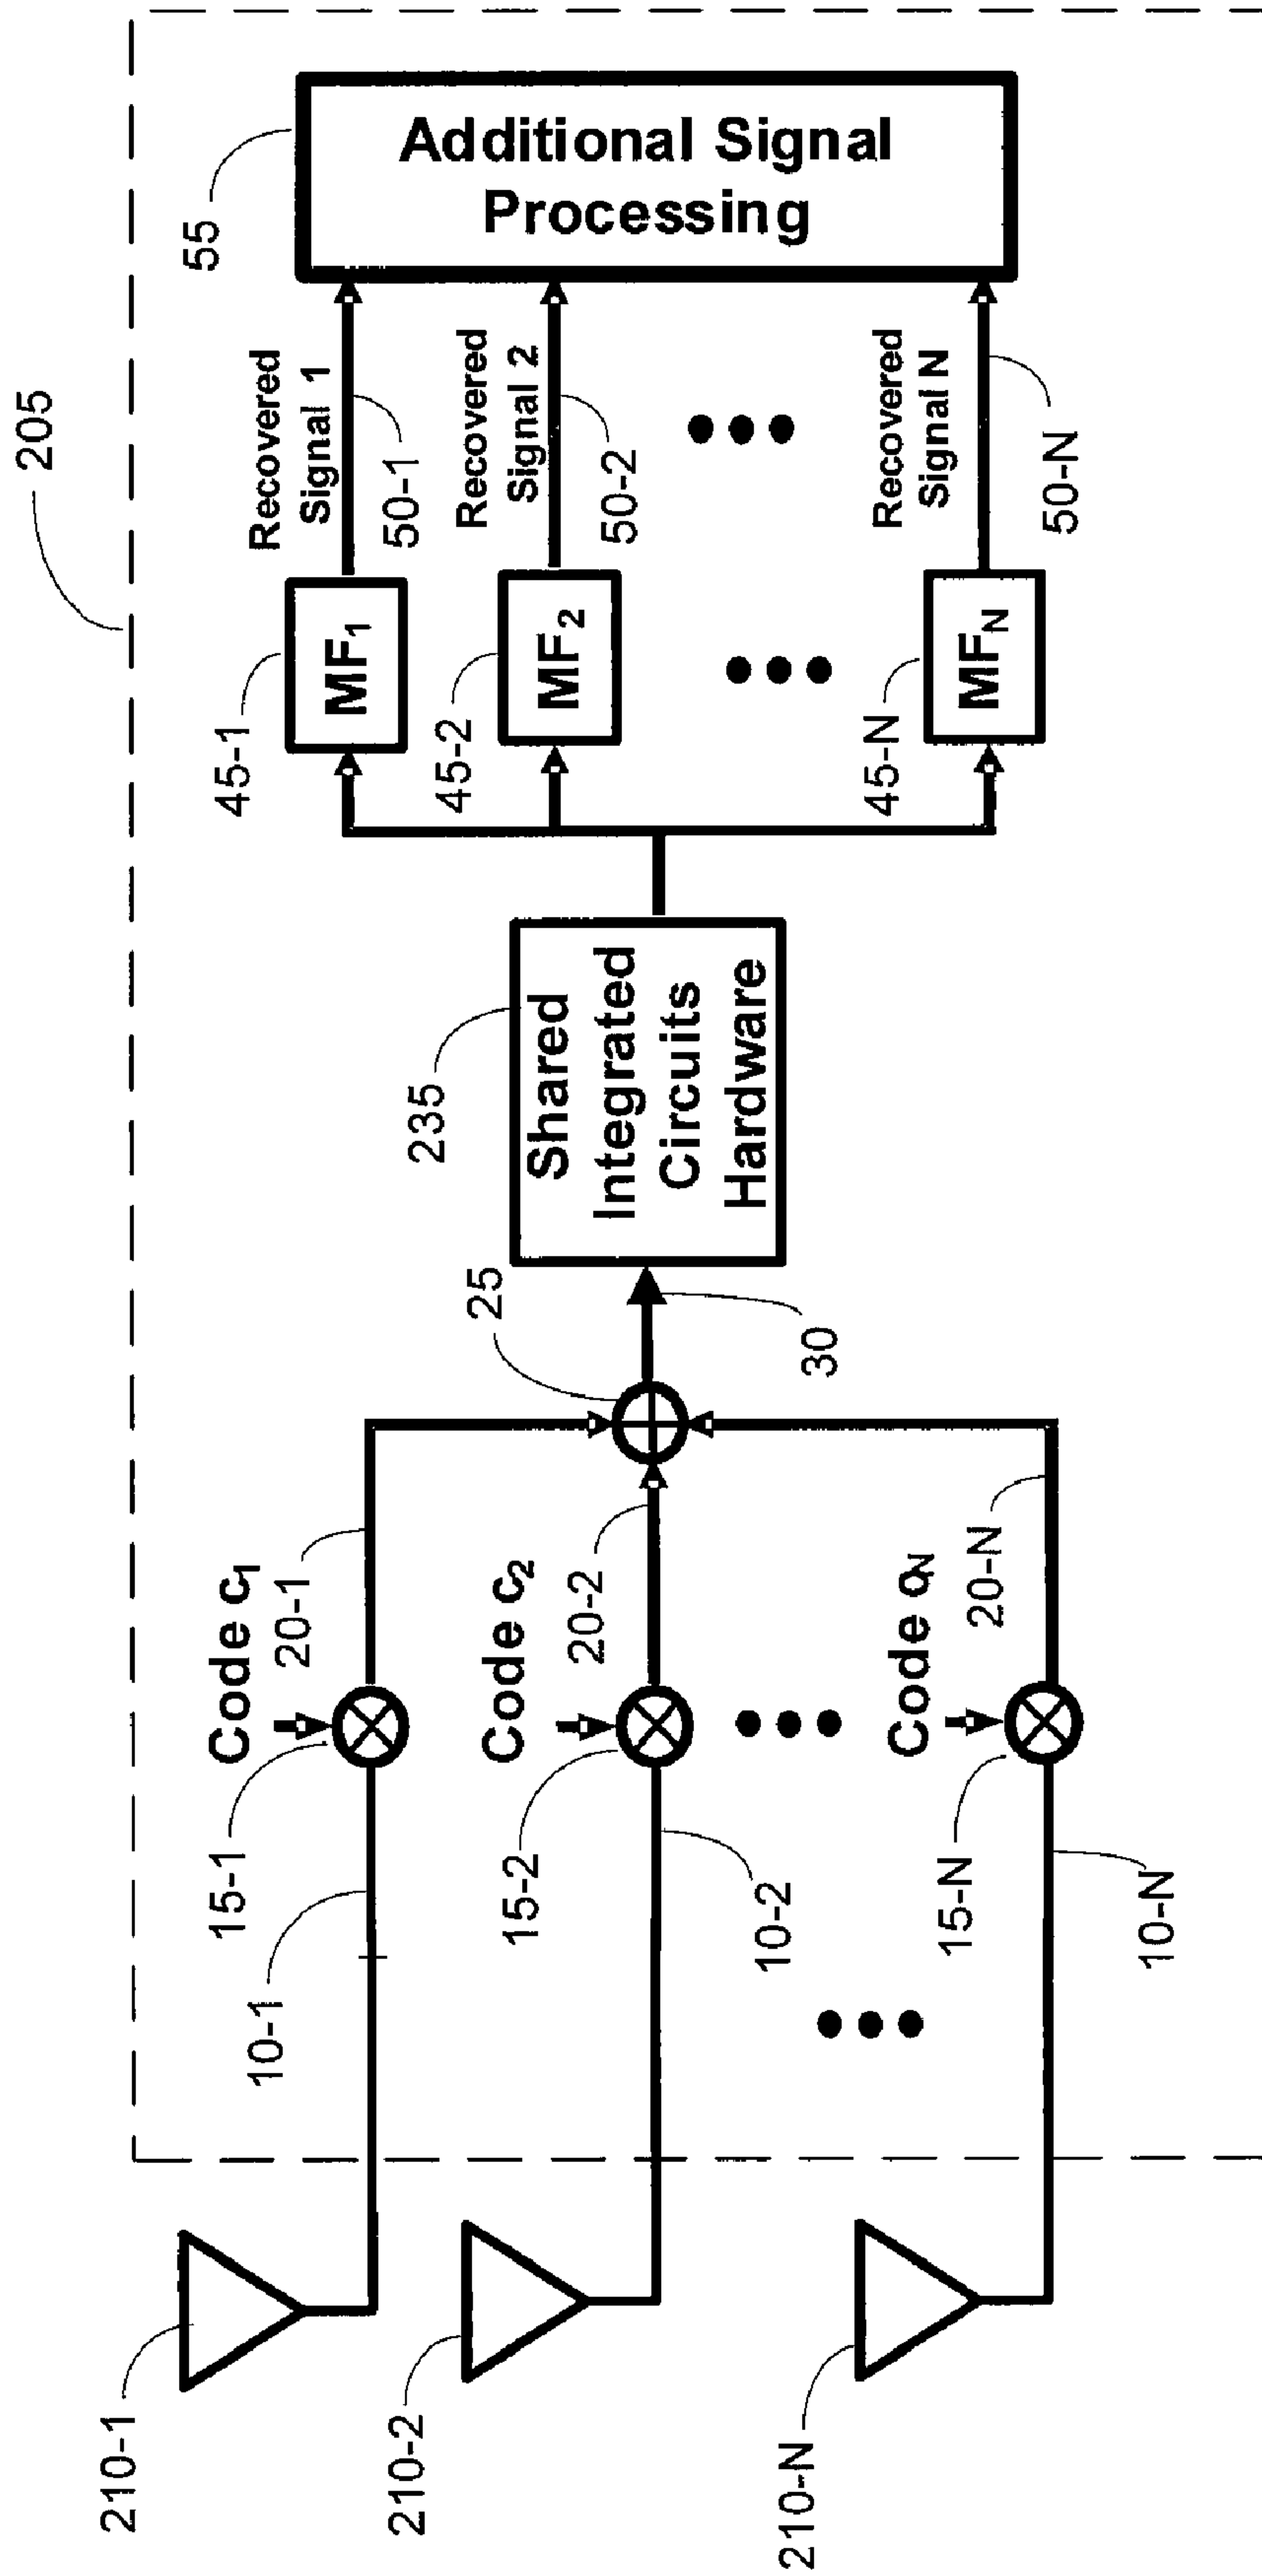 205
55
Additional Signal
Processing
Recovered
Signal 1
50-1
Recovered
Signal 2
50-2
Recovered
Signal N
50-N
45-1
MF1
45-2
MF2
45-N
MFN
235
Shared
Integrated
Circuits
Hardware
25
30
Code c1
20-1
15-1
10-1
Code c2
20-2
15-2
10-2
Code cN
20-N
15-N
10-N
210-1
210-2
210-N